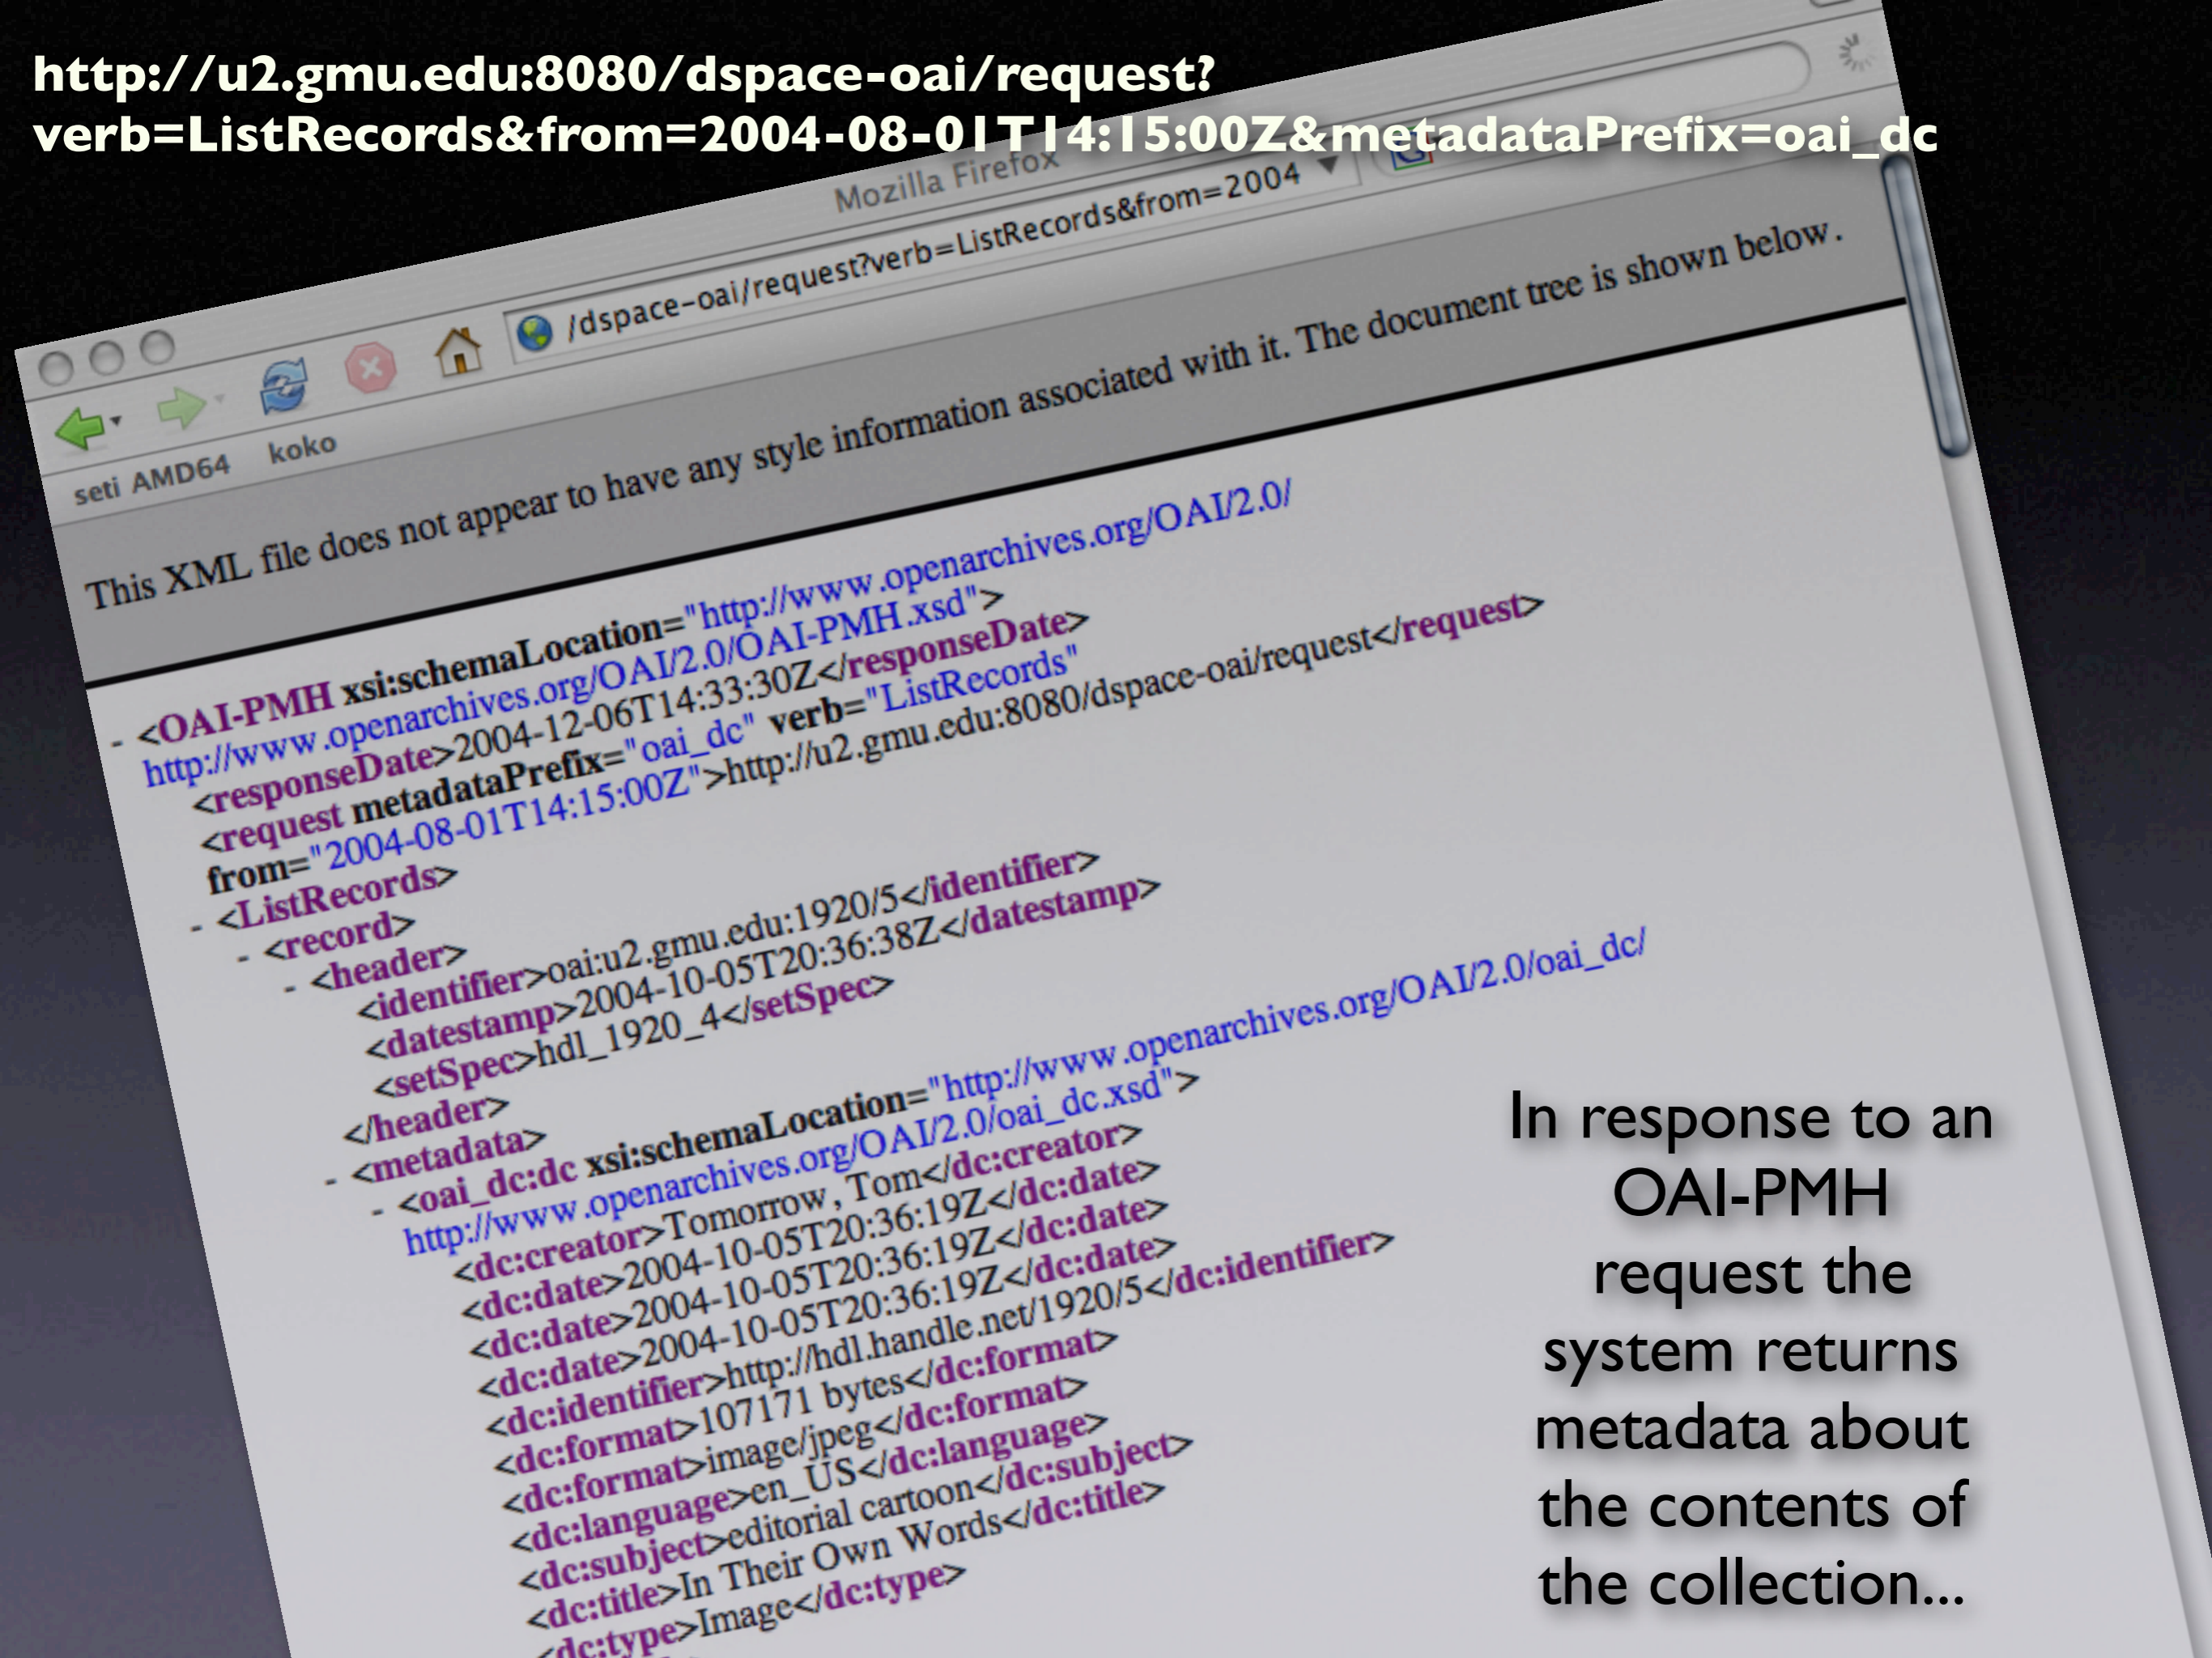 http://u2.gmu.edu:8080/dspace-oai/request?
verb=ListRecords&from=2004-08-01T14:15:00Z&metadataPrefix=oai_dc
Mozilla Firefox
/dspace-oai/request?verb=ListRecords&from=2004
seti AMD64 koko
This XML file does not appear to have any style information associated with it. The document tree is shown below.
- <OAI-PMH xsi:schemaLocation="http://www.openarchives.org/OAI/2.0/
http://www.openarchives.org/OAI/2.0/OAI-PMH.xsd">
<responseDate>2004-12-06T14:33:30Z</responseDate>
<request metadataPrefix="oai_dc" verb="ListRecords"
from="2004-08-01T14:15:00Z">http://u2.gmu.edu:8080/dspace-oai/request</request>
- <ListRecords>
- <record>
- <header>
<identifier>oai:u2.gmu.edu:1920/5</identifier>
<datestamp>2004-10-05T20:36:38Z</datestamp>
<setSpec>hdl_1920_4</setSpec>
</header>
- <metadata>
- <oai_dc:dc xsi:schemaLocation="http://www.openarchives.org/OAI/2.0/oai_dc/
http://www.openarchives.org/OAI/2.0/oai_dc.xsd">
<dc:creator>Tomorrow, Tom</dc:creator>
<dc:date>2004-10-05T20:36:19Z</dc:date>
<dc:date>2004-10-05T20:36:19Z</dc:date>
<dc:date>2004-10-05T20:36:19Z</dc:date>
<dc:identifier>http://hdl.handle.net/1920/5</dc:identifier>
<dc:format>107171 bytes</dc:format>
<dc:format>image/jpeg</dc:format>
<dc:language>en_US</dc:language>
<dc:subject>editorial cartoon</dc:subject>
<dc:title>In Their Own Words</dc:title>
<dc:type>Image</dc:type>
In response to an
OAI-PMH
request the
system returns
metadata about
the contents of
the collection...